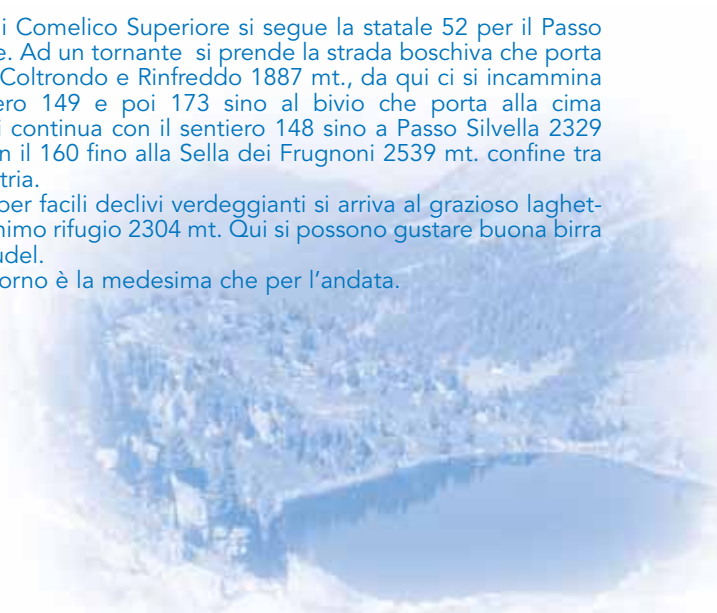 i Comelico Superiore si segue la statale 52 per il Passo
e. Ad un tornante si prende la strada boschiva che porta
Coltrondo e Rinfreddo 1887 mt., da qui ci si incammina
ero 149 e poi 173 sino al bivio che porta alla cima
i continua con il sentiero 148 sino a Passo Silvella 2329
n il 160 fino alla Sella dei Frugnoni 2539 mt. confine tra
tria.
per facili declivi verdeggianti si arriva al grazioso laghet-
nimo rifugio 2304 mt. Qui si possono gustare buona birra
udel.
orno è la medesima che per l'andata.